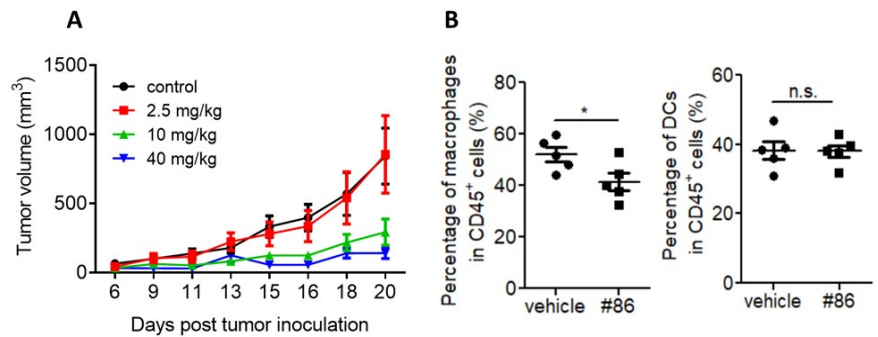 A
Tumor volume (mm³)
1500
1000
500
0
control
2.5 mg/kg
10 mg/kg
40 mg/kg
6 9 11 13 15 16 18 20
Days post tumor inoculation
B
Percentage of macrophages
in CD45⁺ cells (%)
80
60
40
20
0
*
vehicle #86
Percentage of DCs
in CD45⁺ cells (%)
60
40
20
0
n.s.
vehicle #86